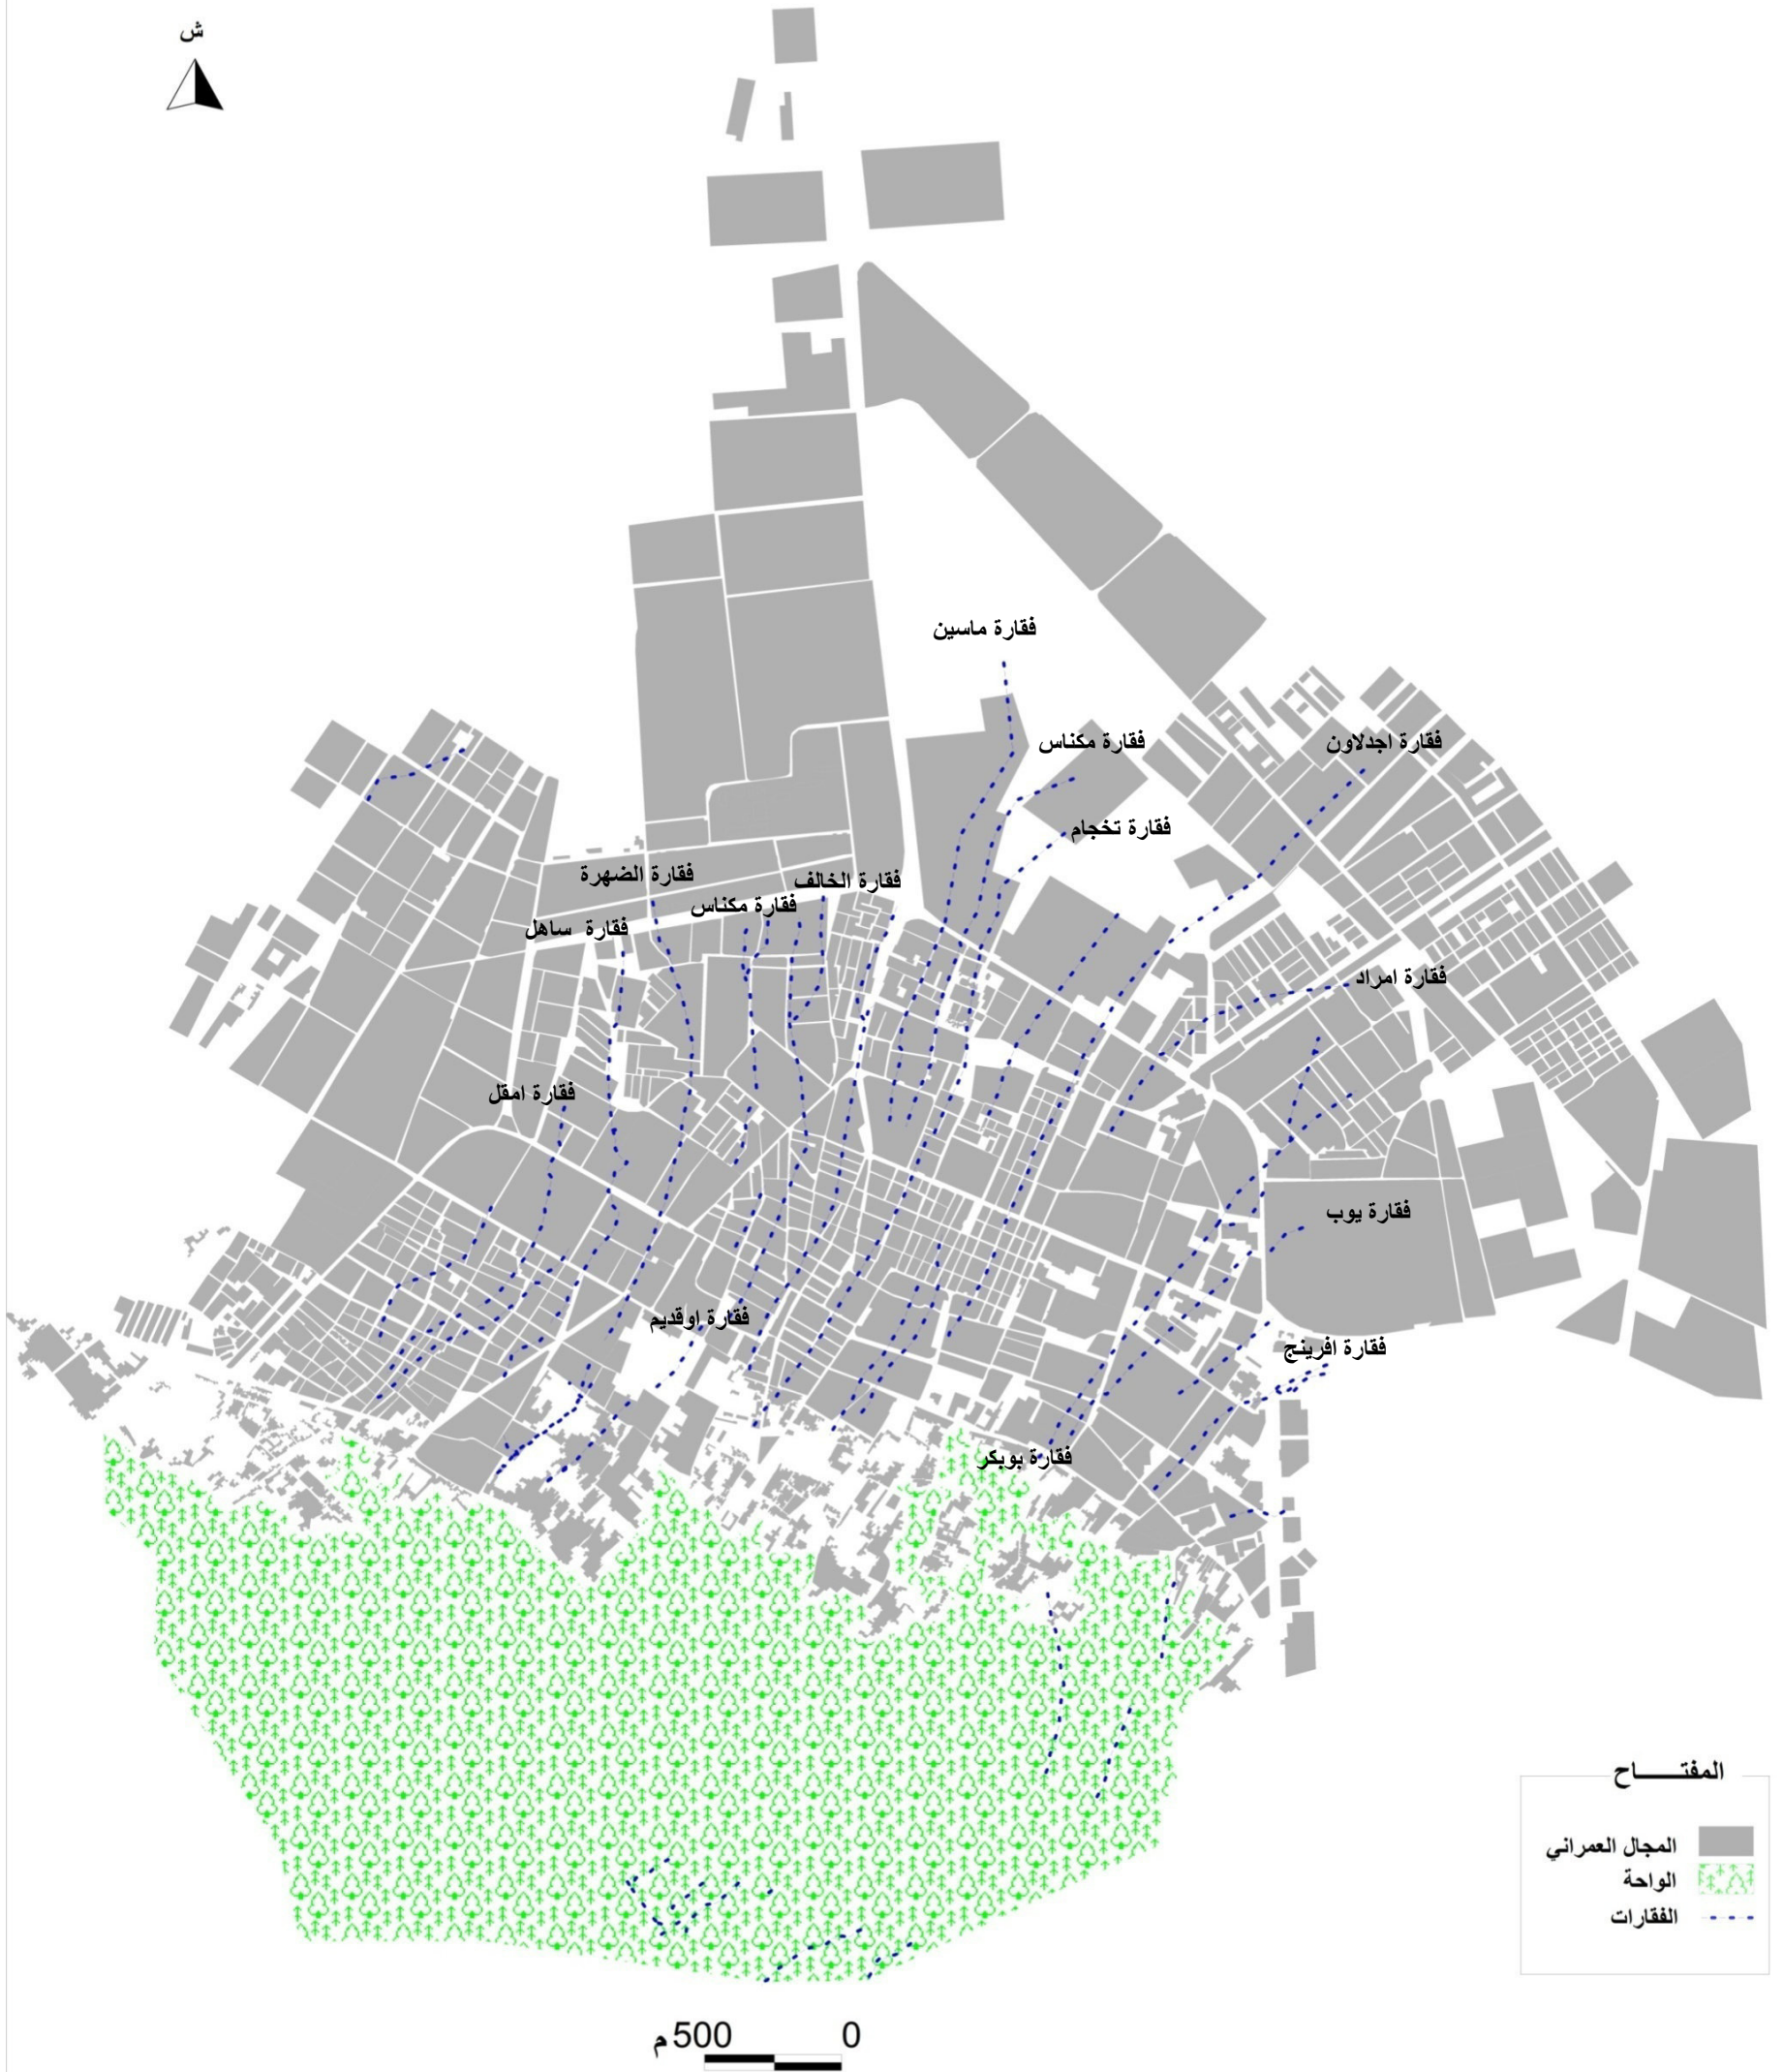 ش
فقارة ماسين
فقارة مكناس
فقارة اجدلاون
فقارة تخجام
فقارة الضهرة
فقارة الخالف
فقارة مكناس
فقارة ساهل
فقارة امراد
فقارة امقل
فقارة يوب
فقارة اوقديم
فقارة افرينج
فقارة بوبكر
المفتـــــاح
المجال العمراني
الواحة
الفقارات
0 500 م